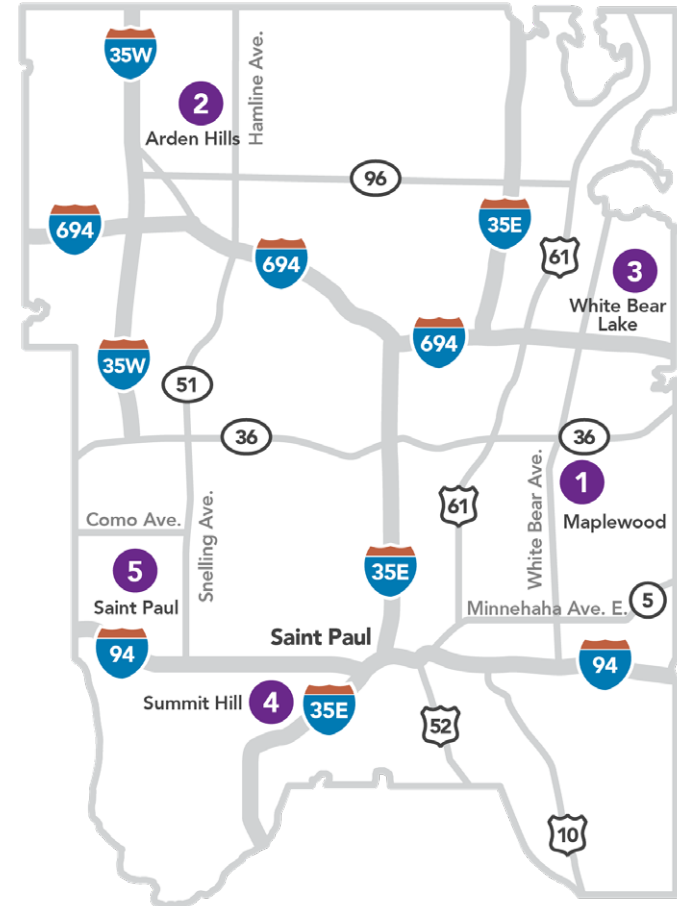 35W
Hamline Ave.
2
Arden Hills
96
694
35E
61
694
3
White Bear
Lake
694
35W
51
36
36
1
Maplewood
61
White Bear Ave.
Como Ave.
Snelling Ave.
5
Saint Paul
35E
Minnehaha Ave. E.
5
Saint Paul
94
94
Summit Hill
4
35E
52
10